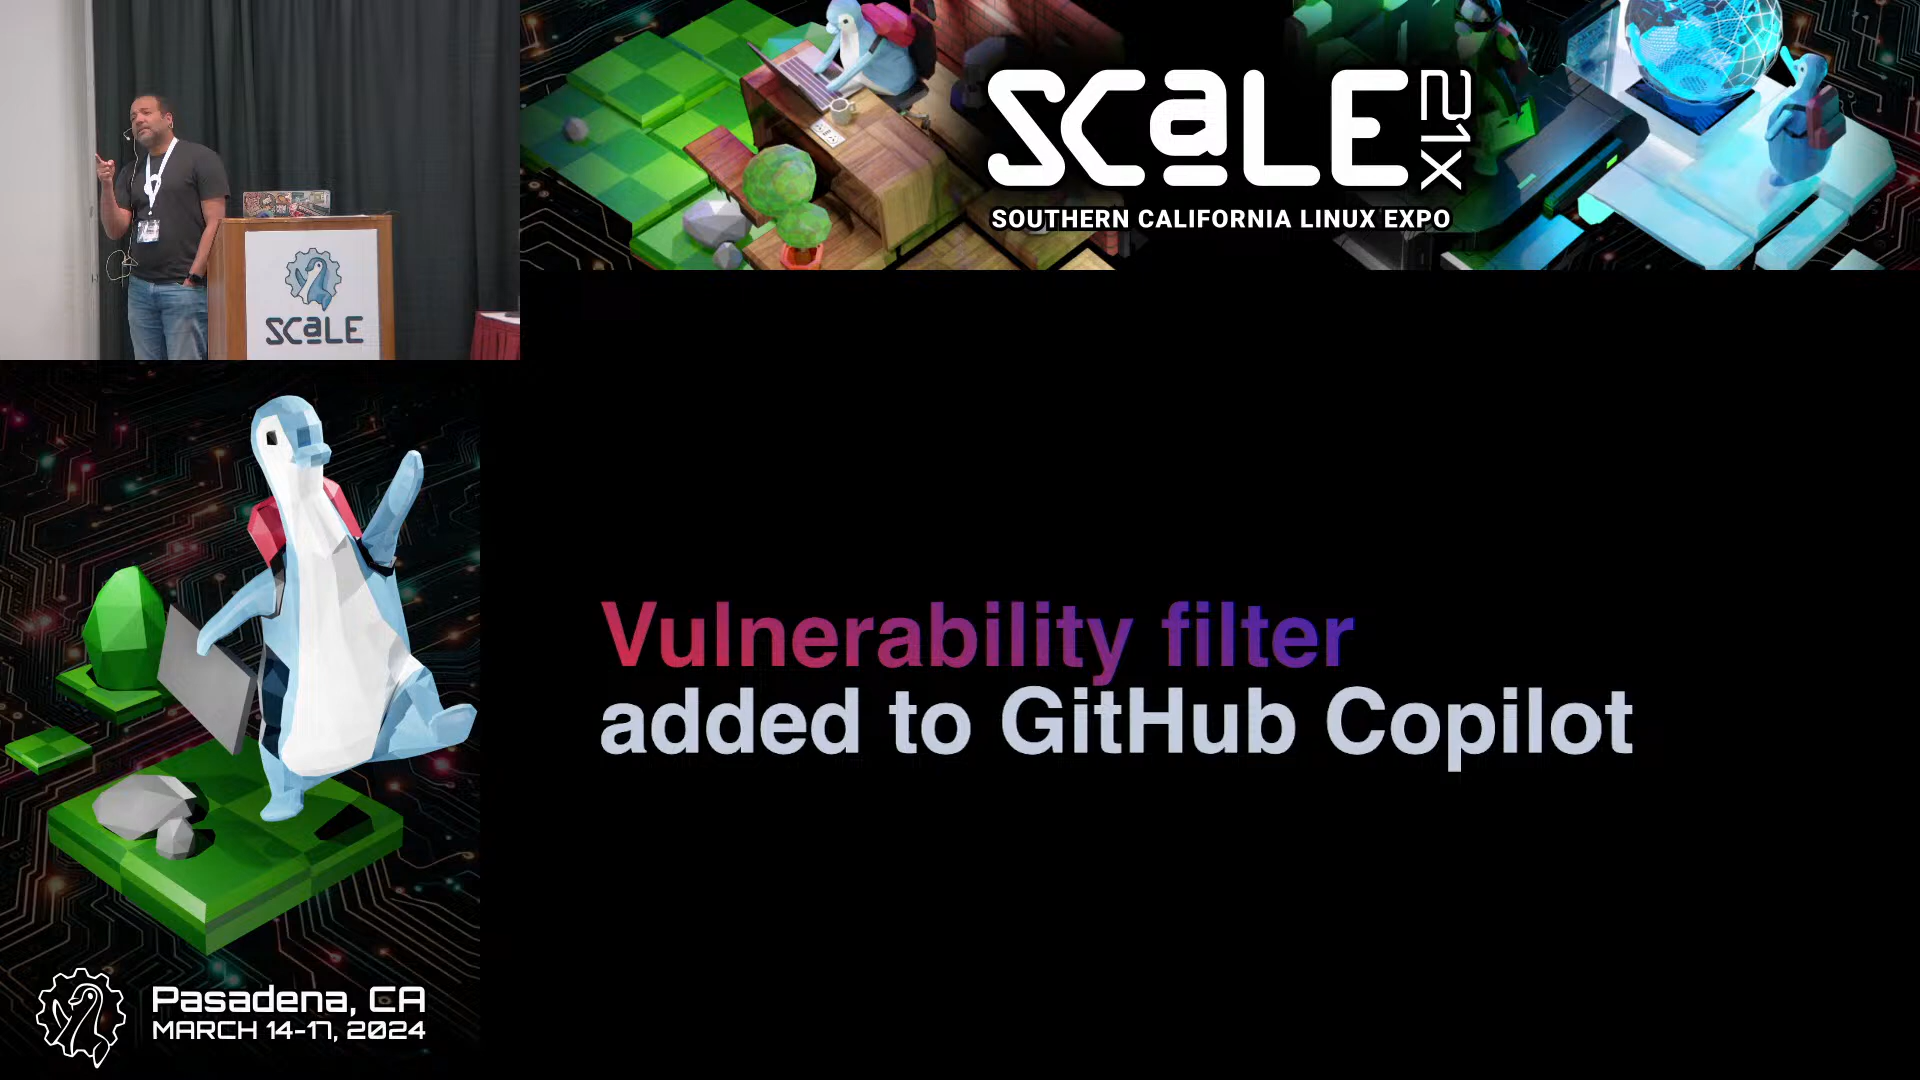 SCaLE 21X
SOUTHERN CALIFORNIA LINUX EXPO
SCaLE
Vulnerability filter
added to GitHub Copilot
Pasadena, CA
MARCH 14-17, 2024